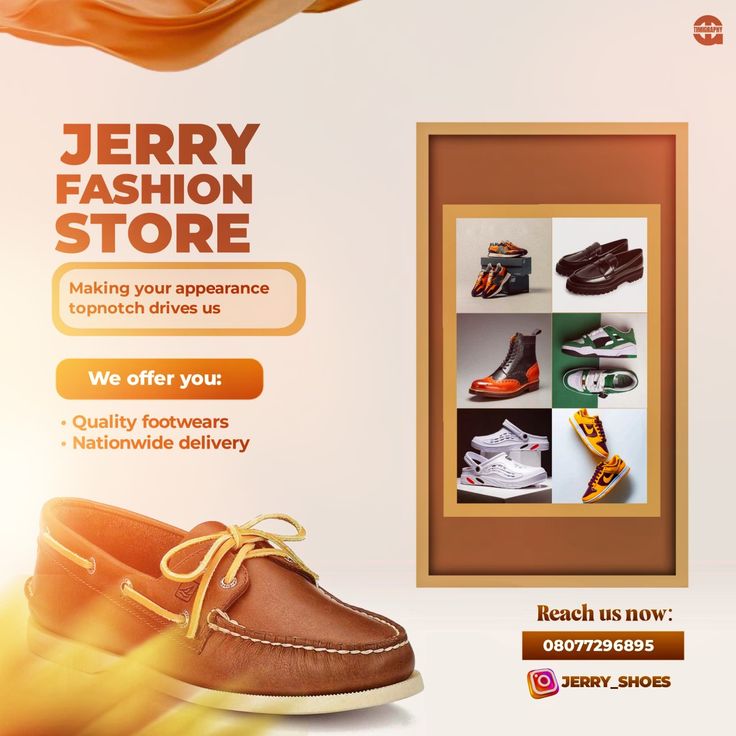 TIMIGRAPHY
JERRY
FASHION
STORE
Making your appearance
topnotch drives us
We offer you:
• Quality footwears
• Nationwide delivery
Reach us now:
08077296895
JERRY_SHOES